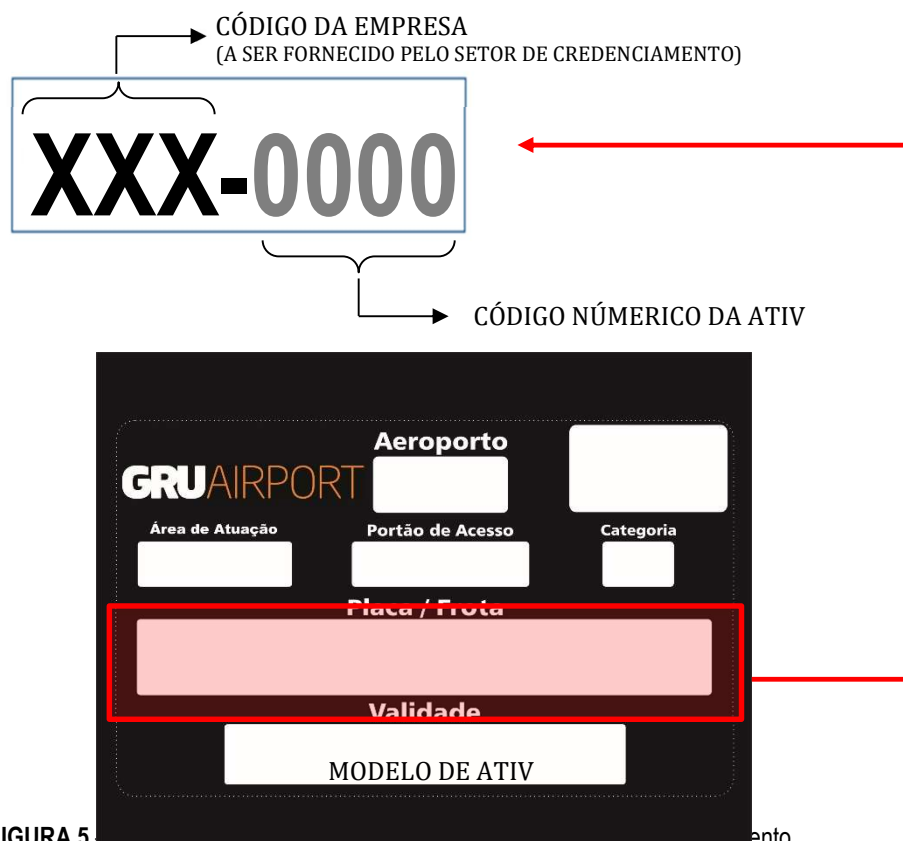 CÓDIGO DA EMPRESA
(A SER FORNECIDO PELO SETOR DE CREDENCIAMENTO)
XXX-0000
CÓDIGO NÚMERICO DA ATIV
Aeroporto
GRUAIRPORT
Área de Atuação Portão de Acesso Categoria
Placa / Frota
Validade
MODELO DE ATIV